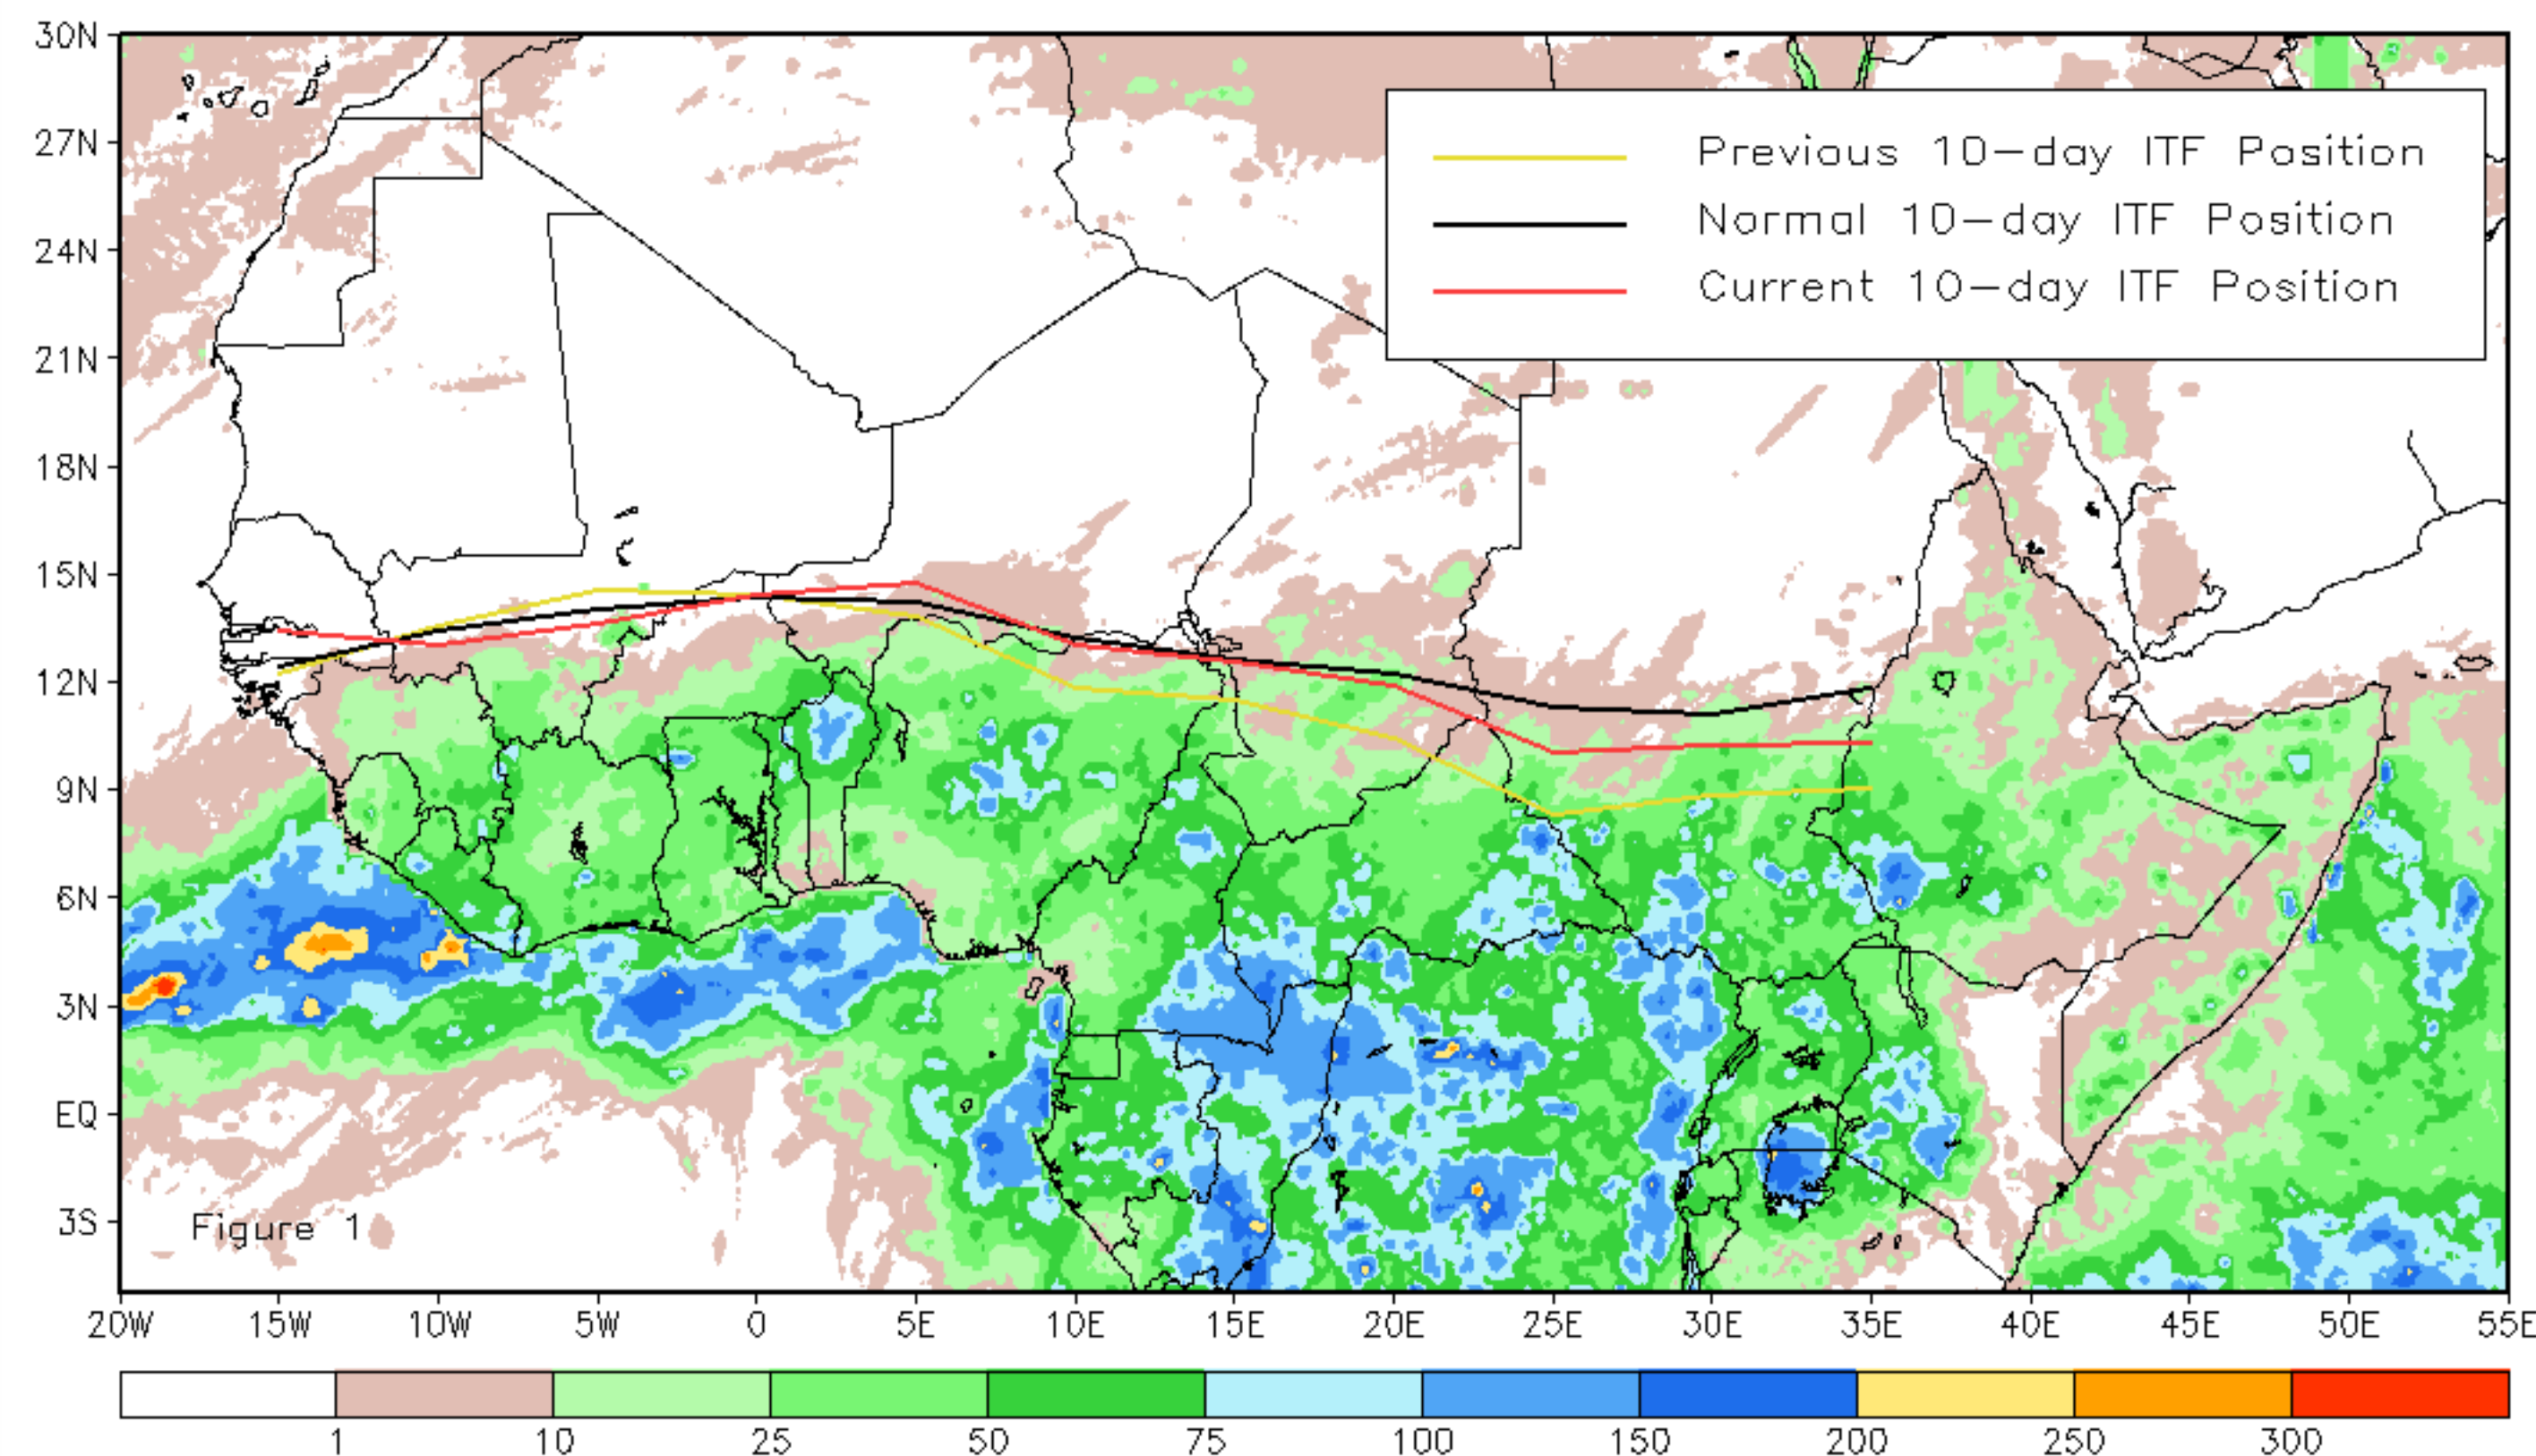 30N
Previous 10-day ITF Position
27N
Normal 10-day ITF Position
24N
Current 10-day ITF Position
21N
18N
15N
12N
9N
6N
3N
EQ
3S
Figure 1
20W 15W 10W 5W 0 5E 10E 15E 20E 25E 30E 35E 40E 45E 50E 55E
1 10 25 50 75 100 150 200 250 300